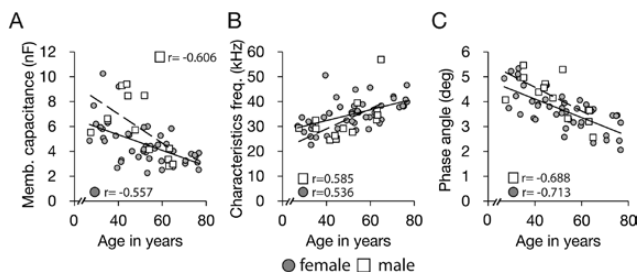 A
B
C
Memb. capacitance (nF)
12
10
8
6
4
2
0
r= -0.606
r= -0.557
20
40
60
80
Age in years
Characteristics freq. (kHz)
60
50
40
30
20
10
0
r=0.585
r=0.536
20
40
60
80
Age in years
Phase angle (deg)
6
5
4
3
2
1
0
r= -0.688
r= -0.713
20
40
60
80
Age in years
female
male